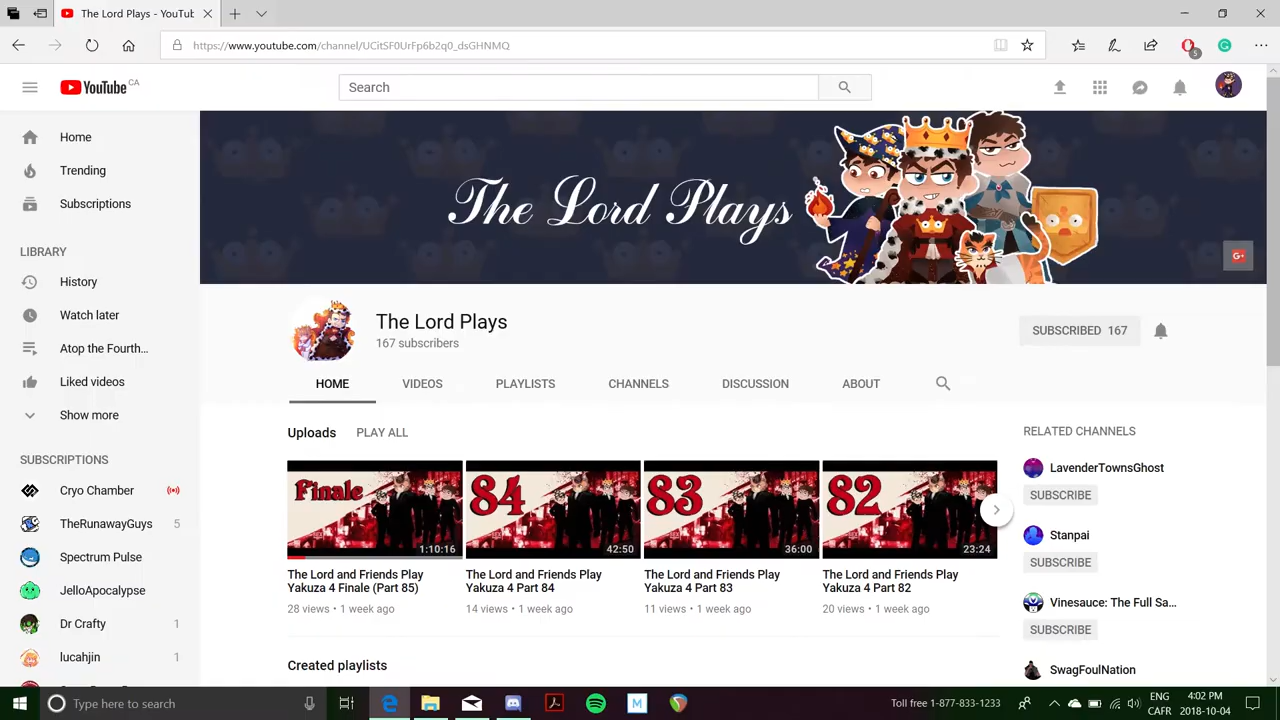 The Lord Plays - YouTub
https://www.youtube.com/channel/UCitSF0UrFp6b2q0_dsGHNMQ
5
YouTube CA
Search
Home
Trending
Subscriptions
LIBRARY
History
Watch later
Atop the Fourth...
Liked videos
Show more
SUBSCRIPTIONS
Cryo Chamber
TheRunawayGuys 5
Spectrum Pulse
JelloApocalypse
Dr Crafty 1
lucahjin 1
The Lord Plays
The Lord Plays
167 subscribers
SUBSCRIBED 167
HOME VIDEOS PLAYLISTS CHANNELS DISCUSSION ABOUT
Uploads PLAY ALL
Finale 84 83 82
1:10:16 42:50 36:00 23:24
The Lord and Friends Play
Yakuza 4 Finale (Part 85)
28 views • 1 week ago
The Lord and Friends Play
Yakuza 4 Part 84
14 views • 1 week ago
The Lord and Friends Play
Yakuza 4 Part 83
11 views • 1 week ago
The Lord and Friends Play
Yakuza 4 Part 82
20 views • 1 week ago
Created playlists
RELATED CHANNELS
LavenderTownsGhost
SUBSCRIBE
Stanpai
SUBSCRIBE
Vinesauce: The Full Sa...
SUBSCRIBE
SwagFoulNation
Type here to search
M
Toll free 1-877-833-1233
ENG
CAFR
4:02 PM
2018-10-04